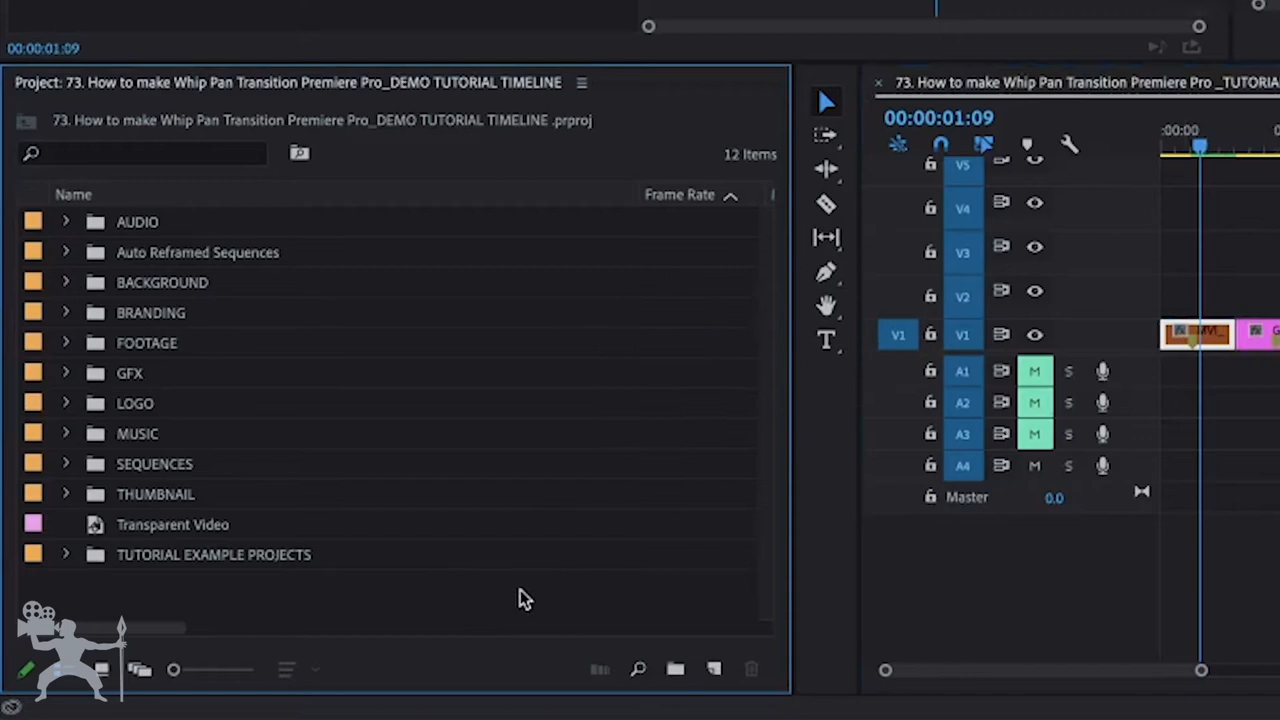 00:00:01:09
Project: 73. How to make Whip Pan Transition Premiere Pro_DEMO TUTORIAL TIMELINE
73. How to make Whip Pan Transition Premiere Pro_DEMO TUTORIAL TIMELINE .prproj
12 Items
Name Frame Rate
AUDIO
Auto Reframed Sequences
BACKGROUND
BRANDING
FOOTAGE
GFX
LOGO
MUSIC
SEQUENCES
THUMBNAIL
Transparent Video
TUTORIAL EXAMPLE PROJECTS
× 73. How to make Whip Pan Transition Premiere Pro _TUTORIA
00:00:01:09
:00:00
V5
V4
V3
V2
V1 V1
A1 M S
A2 M S
A3 M S
A4 M S
Master 0.0